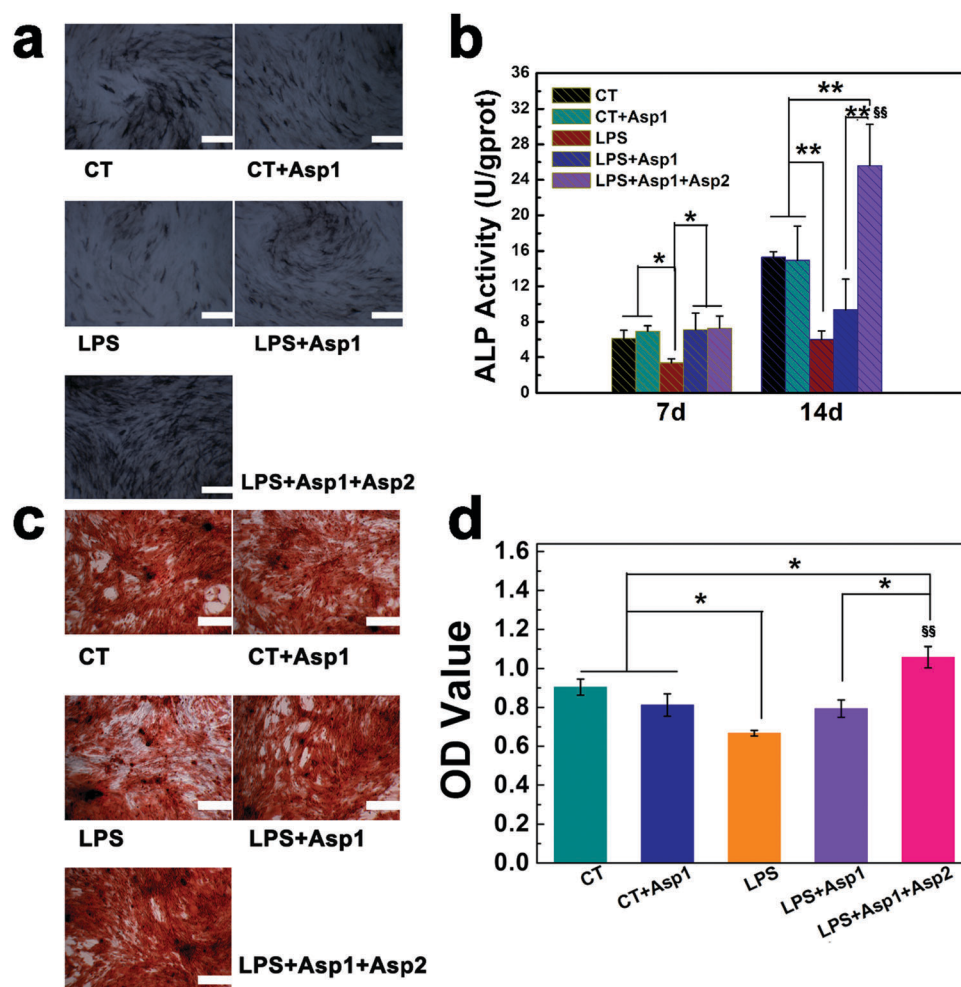 a
CT
CT+Asp1
LPS
LPS+Asp1
LPS+Asp1+Asp2
b
ALP Activity (U/gprot)
36
32
28
24
20
16
12
8
4
0
CT
CT+Asp1
LPS
LPS+Asp1
LPS+Asp1+Asp2
*
*
**
**
**
§§
7d
14d
c
CT
CT+Asp1
LPS
LPS+Asp1
LPS+Asp1+Asp2
d
OD Value
1.6
1.4
1.2
1.0
0.8
0.6
0.4
0.2
0.0
*
*
*
§§
CT
CT+Asp1
LPS
LPS+Asp1
LPS+Asp1+Asp2